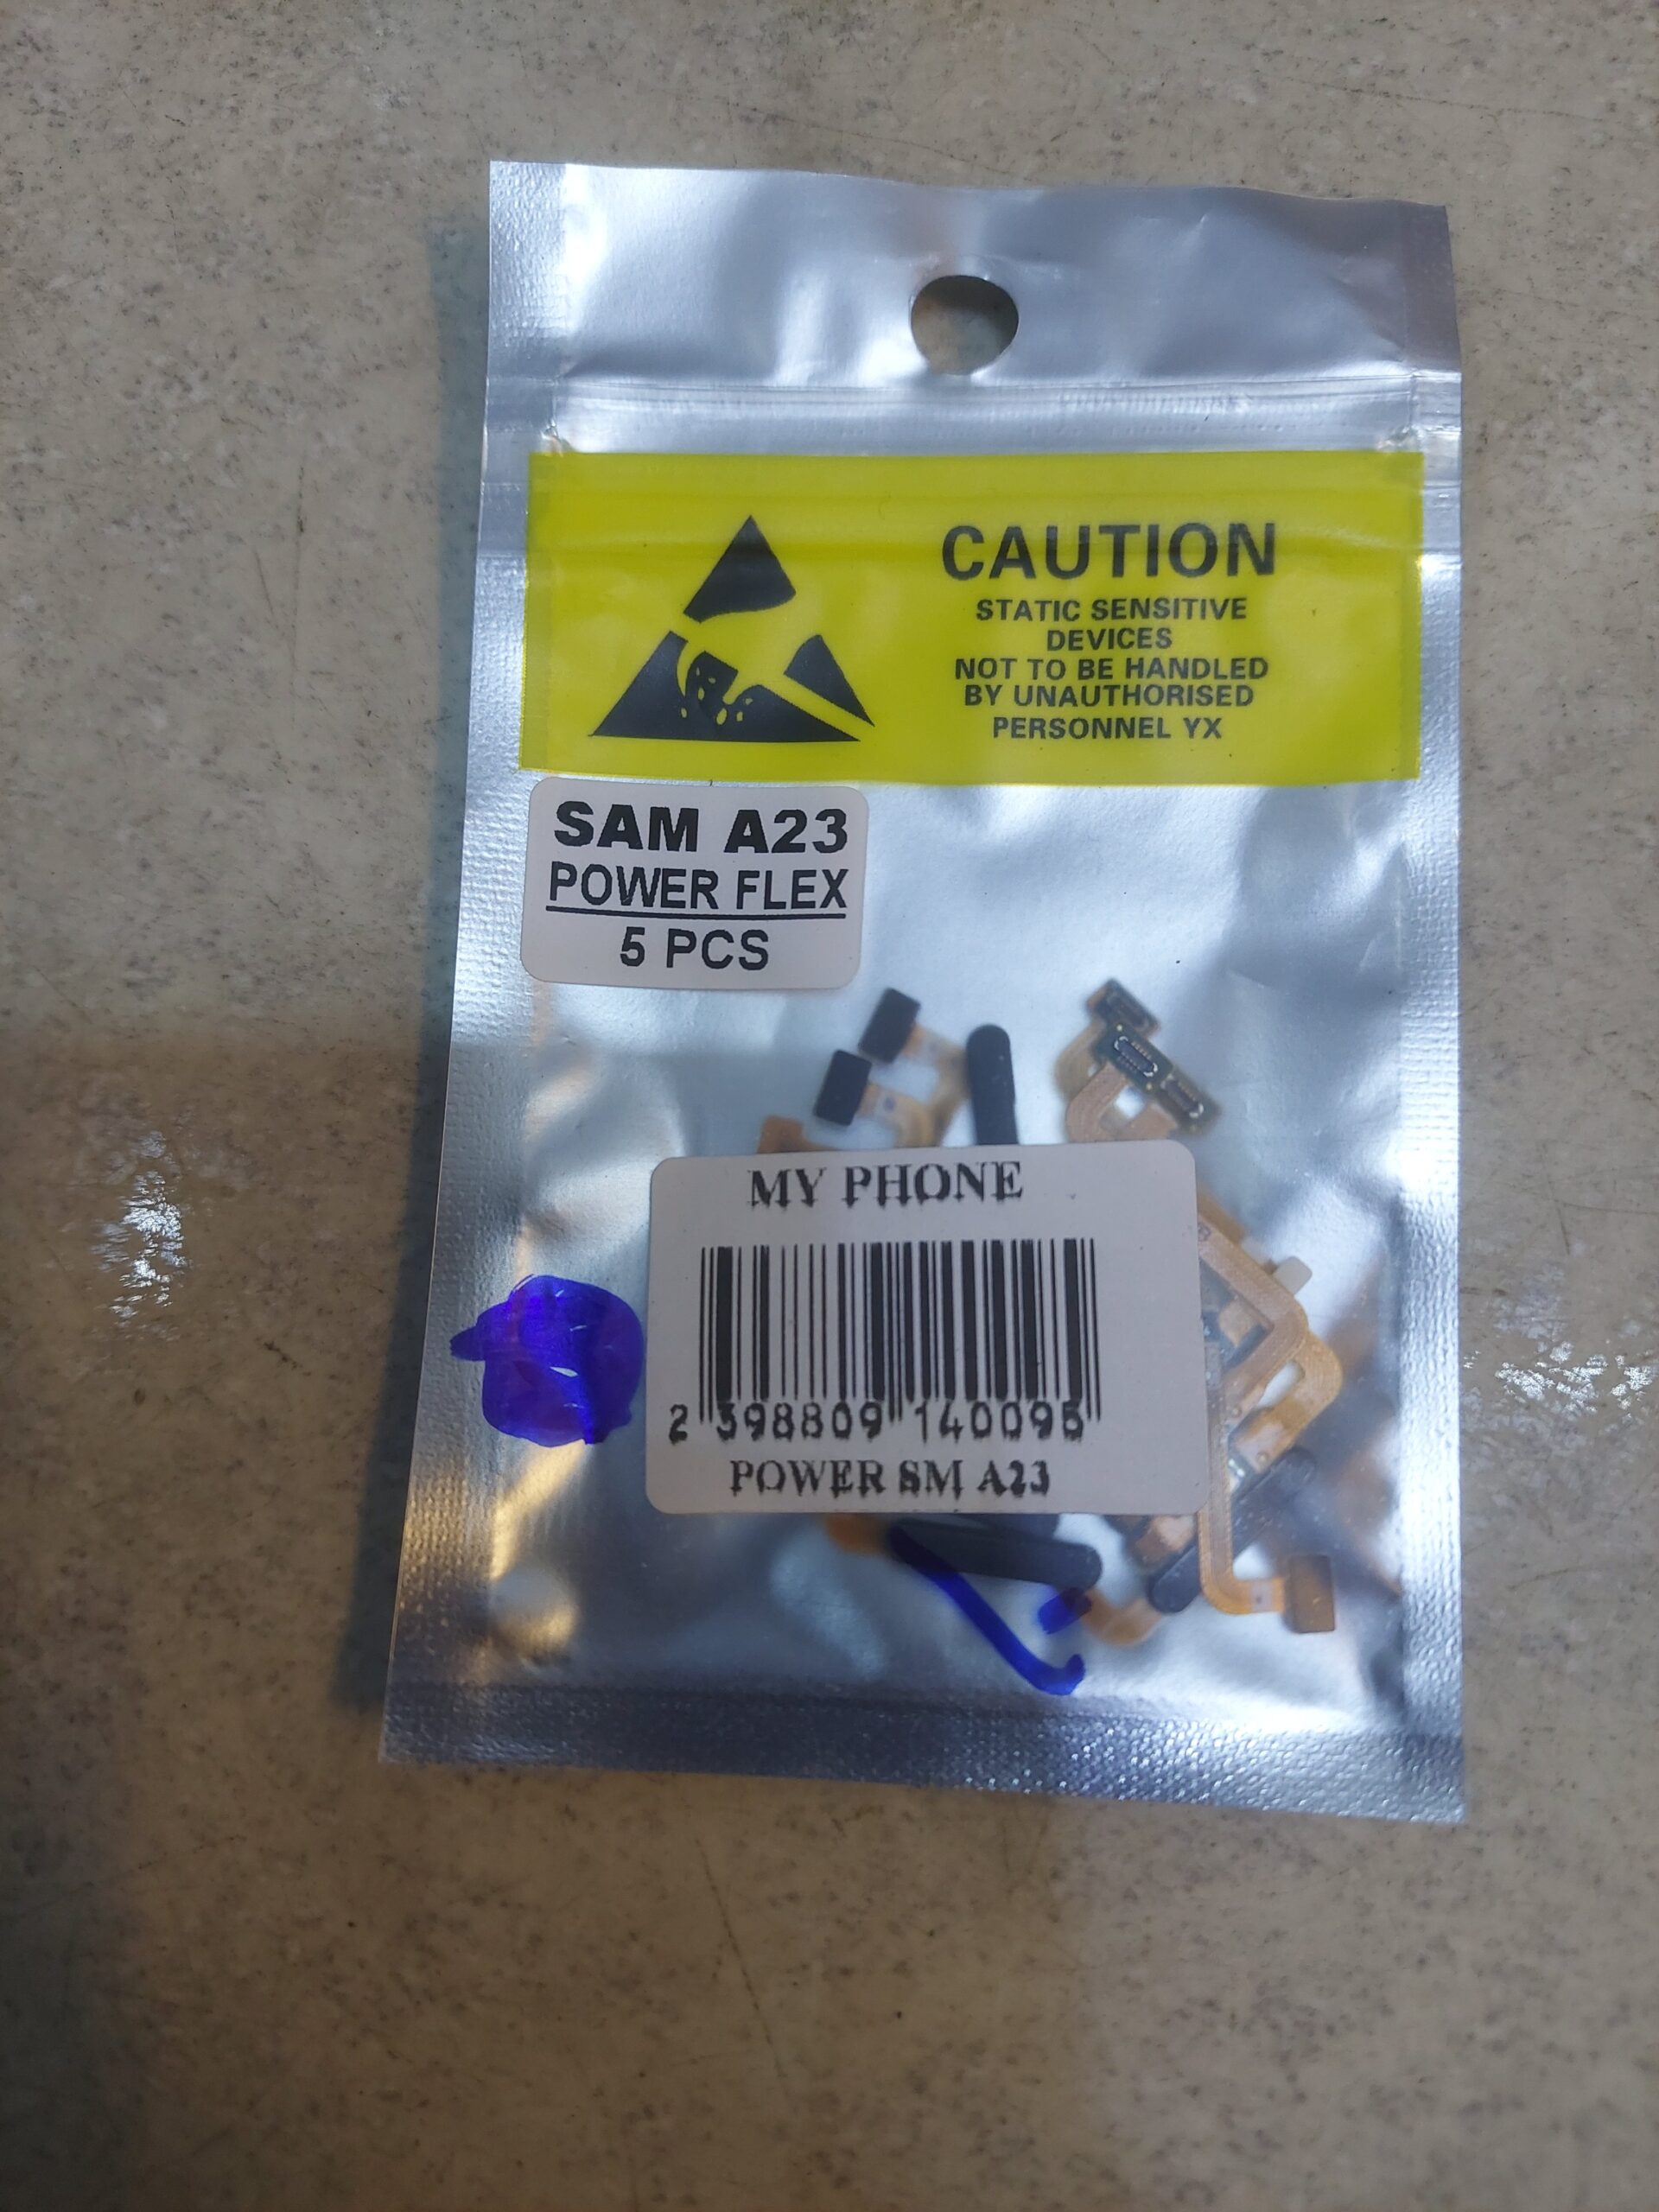 CAUTION
STATIC SENSITIVE
DEVICES
NOT TO BE HANDLED
BY UNAUTHORISED
PERSONNEL YX
SAM A23
POWER FLEX
5 PCS
MY PHONE
2 398809 140095
POWER SM A23